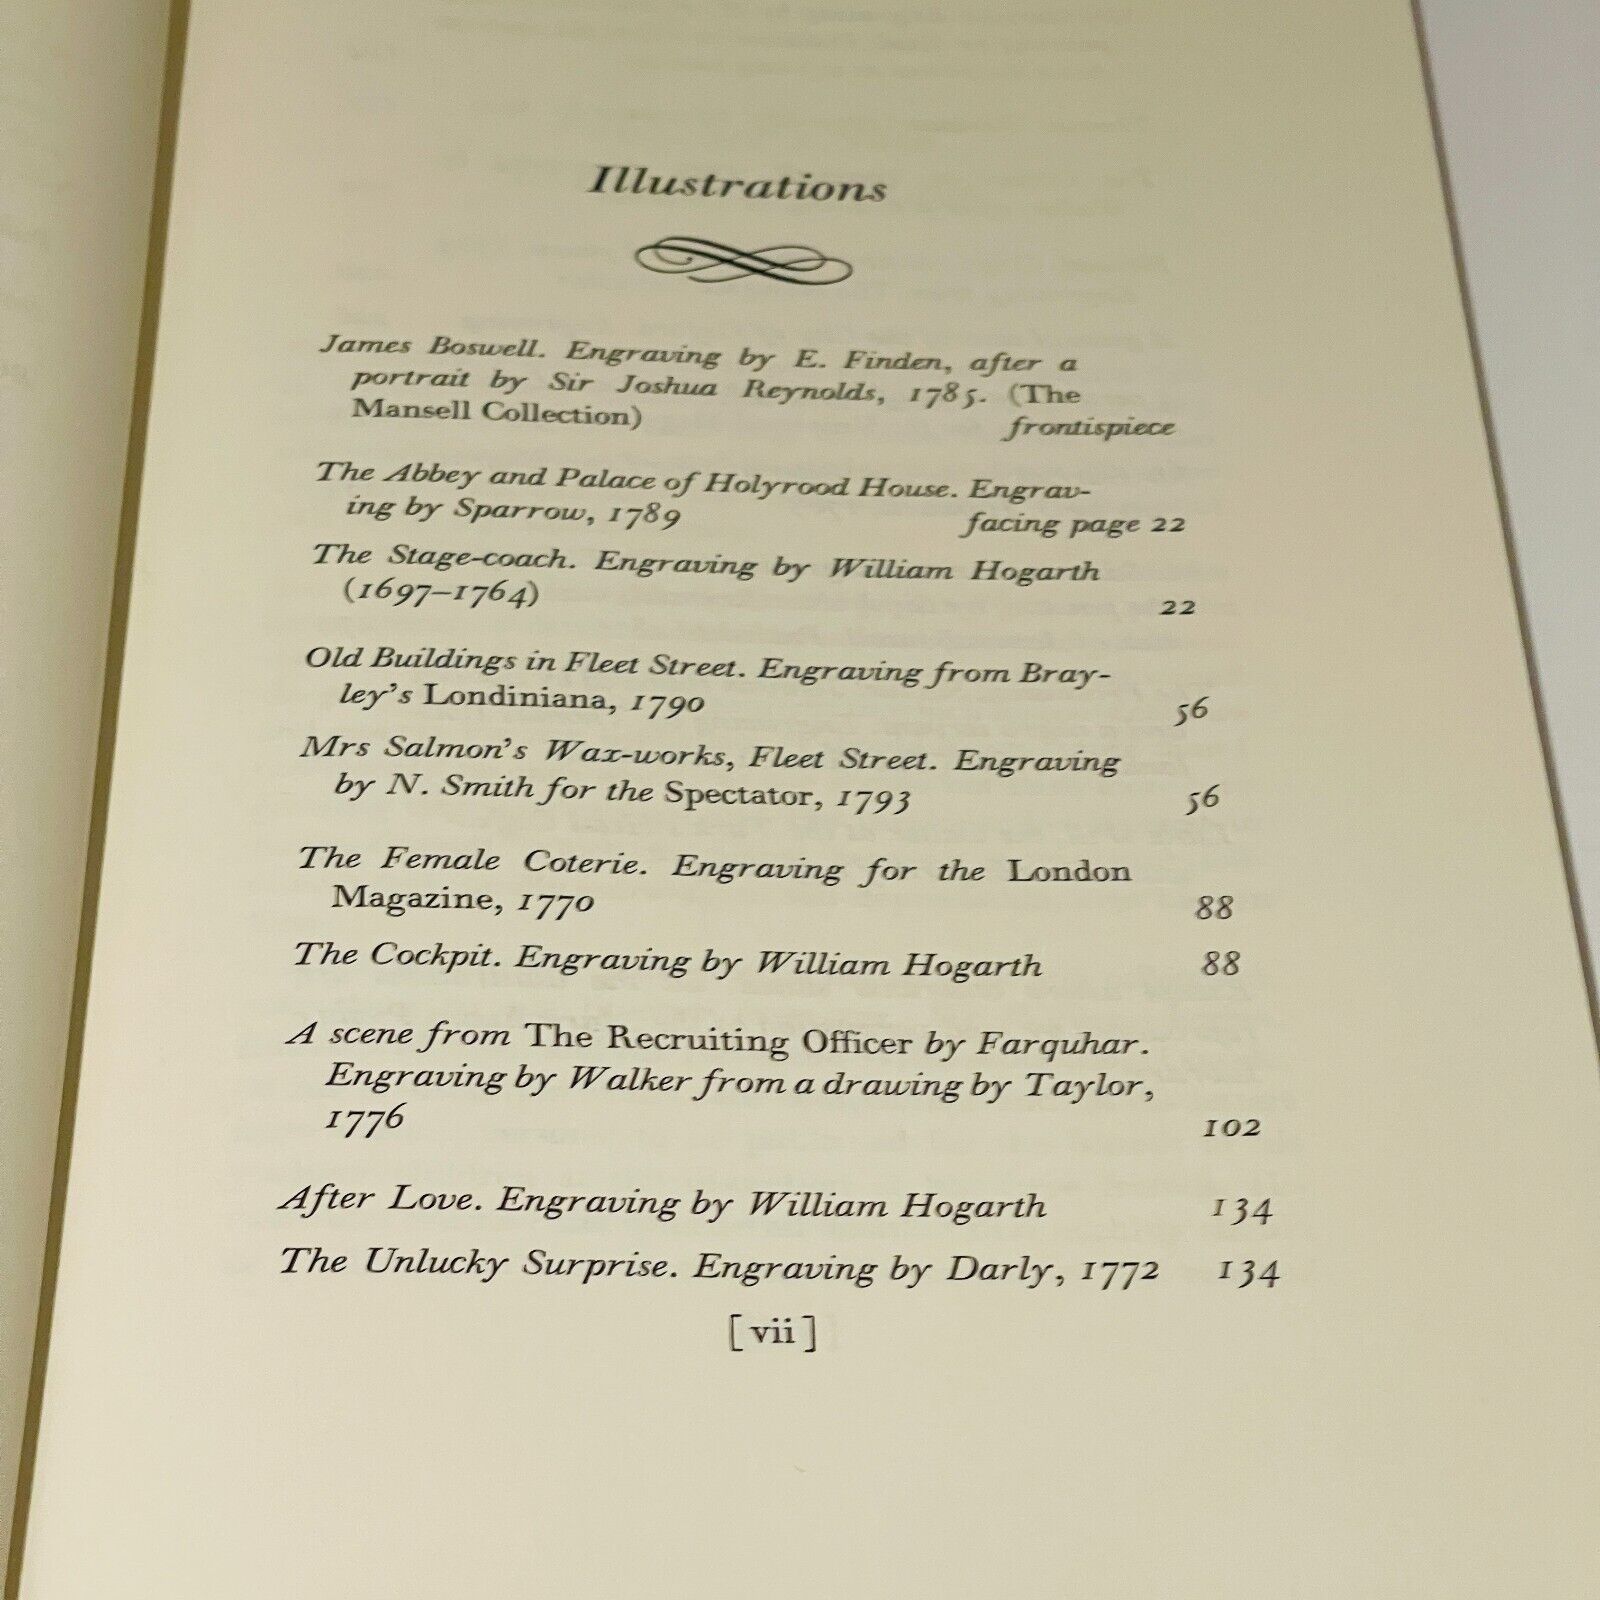 Illustrations
James Boswell. Engraving by E. Finden, after a
portrait by Sir Joshua Reynolds, 1785. (The
Mansell Collection) frontispiece
The Abbey and Palace of Holyrood House. Engrav-
ing by Sparrow, 1789 facing page 22
The Stage-coach. Engraving by William Hogarth
(1697–1764) 22
Old Buildings in Fleet Street. Engraving from Bray-
ley's Londiniana, 1790 56
Mrs Salmon's Wax-works, Fleet Street. Engraving
by N. Smith for the Spectator, 1793 56
The Female Coterie. Engraving for the London
Magazine, 1770 88
The Cockpit. Engraving by William Hogarth 88
A scene from The Recruiting Officer by Farquhar.
Engraving by Walker from a drawing by Taylor,
1776 102
After Love. Engraving by William Hogarth 134
The Unlucky Surprise. Engraving by Darly, 1772 134
[vii]